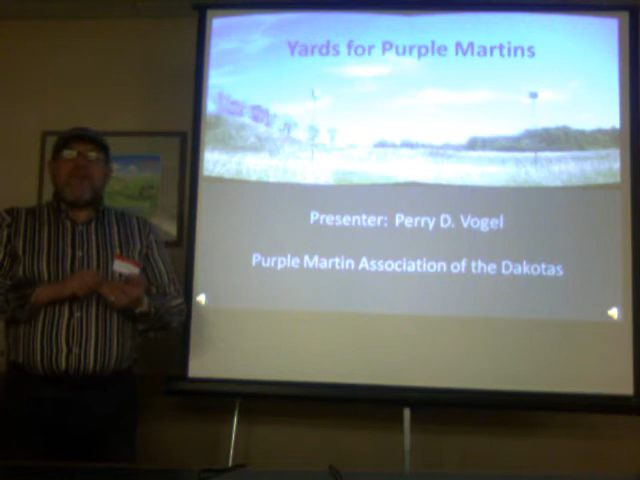 Yards for Purple Martins
Presenter: Perry D. Vogel
Purple Martin Association of the Dakotas